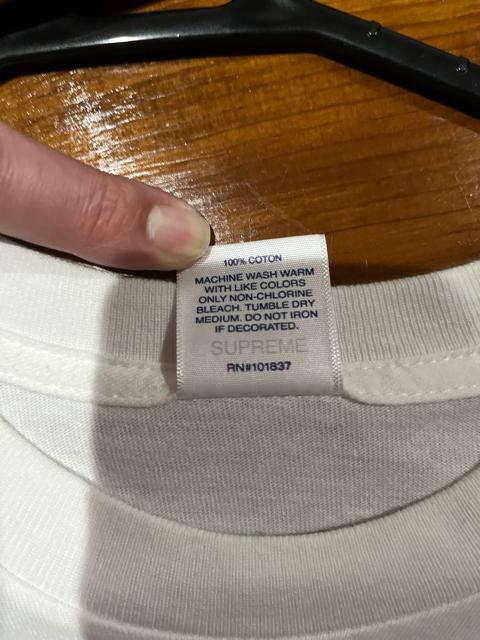 100% COTON
MACHINE WASH WARM
WITH LIKE COLORS
ONLY NON-CHLORINE
BLEACH. TUMBLE DRY
MEDIUM. DO NOT IRON
IF DECORATED.
SUPREME
RN#101837